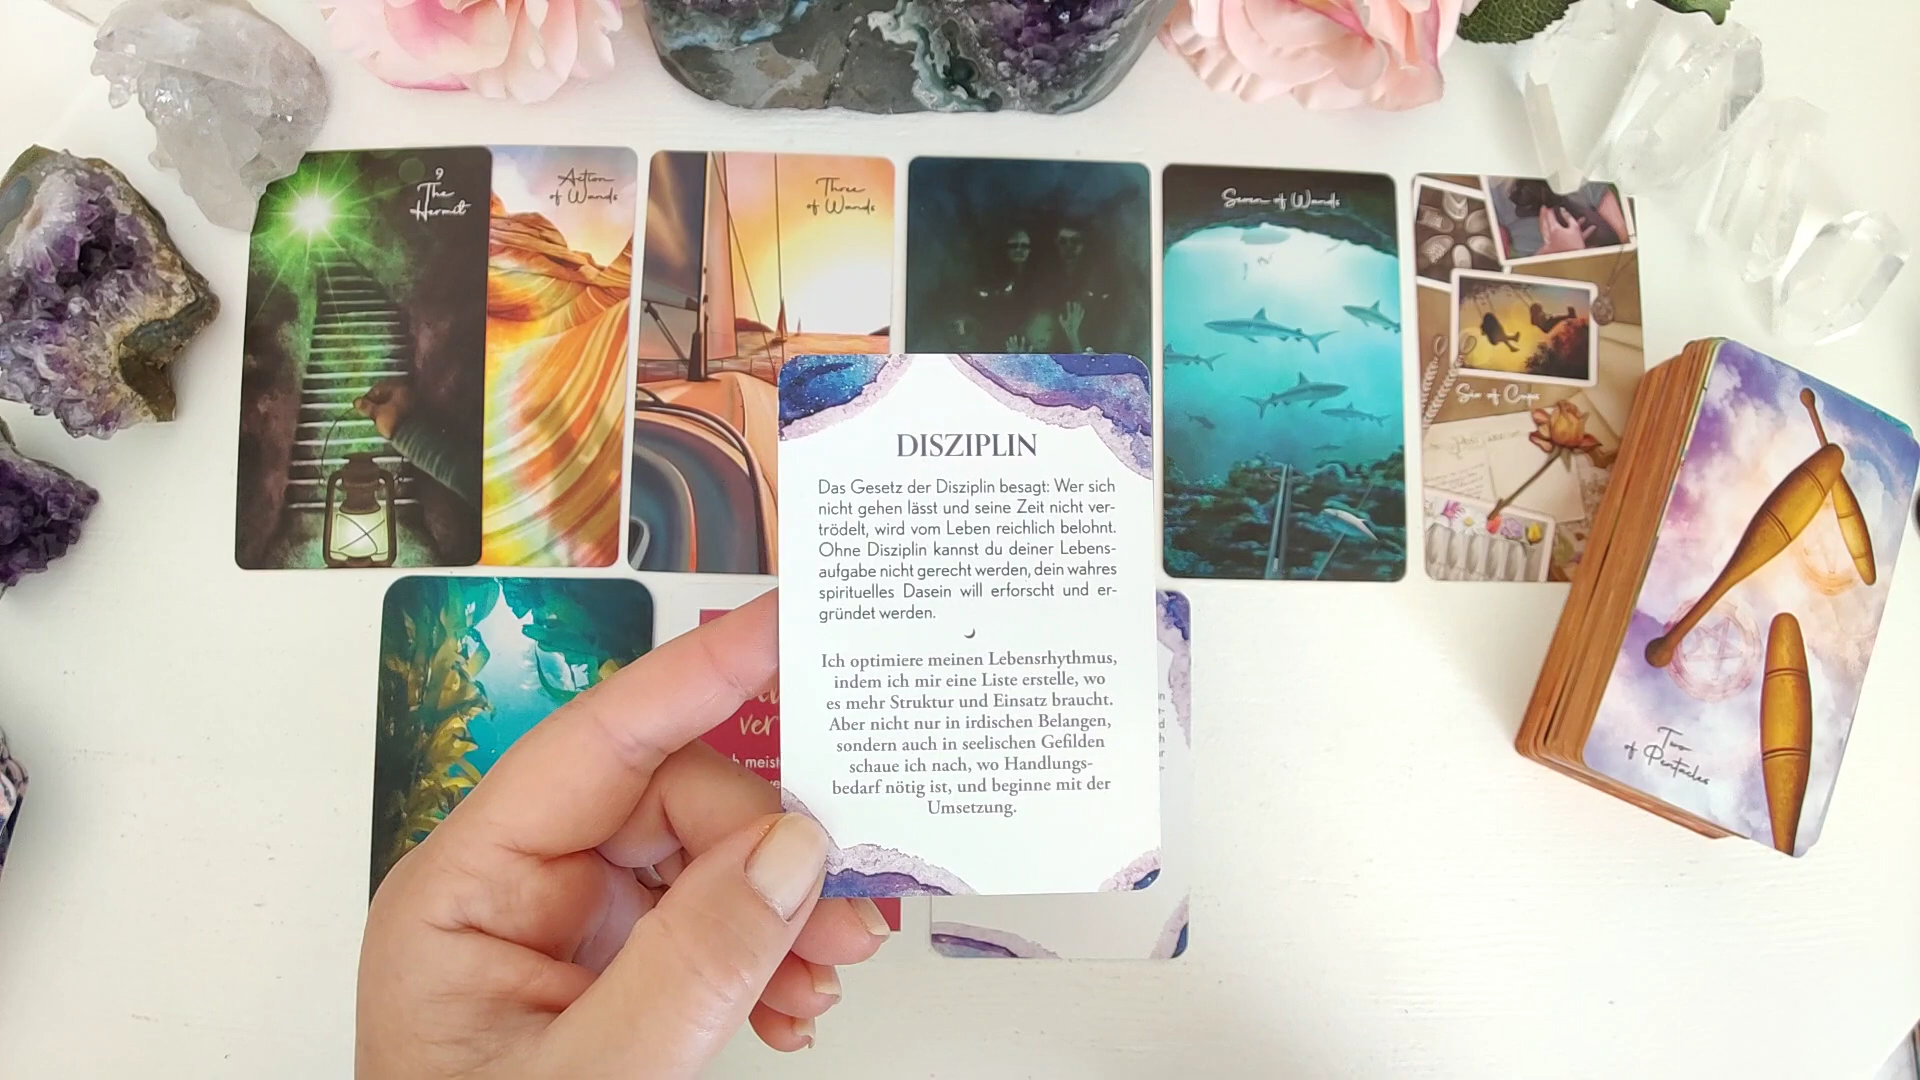 9
The
Hermit
Action
of Wands
Three
of Wands
Seven of Wands
Six of Cups
DISZIPLIN
Das Gesetz der Disziplin besagt: Wer sich
nicht gehen lässt und seine Zeit nicht ver-
trödelt, wird vom Leben reichlich belohnt.
Ohne Disziplin kannst du deiner Lebens-
aufgabe nicht gerecht werden, dein wahres
spirituelles Dasein will erforscht und er-
gründet werden.
Ich optimiere meinen Lebensrhythmus,
indem ich mir eine Liste erstelle, wo
es mehr Struktur und Einsatz braucht.
Aber nicht nur in irdischen Belangen,
sondern auch in seelischen Gefilden
schaue ich nach, wo Handlungs-
bedarf nötig ist, und beginne mit der
Umsetzung.
ver
meist
Two
of Pentacles